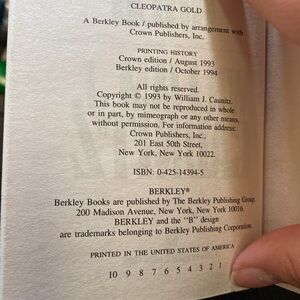 CLEOPATRA GOLD
A Berkley Book / published by arrangement with
Crown Publishers, Inc.
PRINTING HISTORY
Crown edition / August 1993
Berkley edition / October 1994
All rights reserved.
Copyright © 1993 by William J. Caunitz.
This book may not be reproduced in whole
or in part, by mimeograph or any other means,
without permission. For information address:
Crown Publishers, Inc.,
201 East 50th Street,
New York, New York 10022.
ISBN: 0-425-14394-5
BERKLEY®
Berkley Books are published by The Berkley Publishing Group,
200 Madison Avenue, New York, New York 10016.
BERKLEY and the "B" design
are trademarks belonging to Berkley Publishing Corporation.
PRINTED IN THE UNITED STATES OF AMERICA
10 9 8 7 6 5 4 3 2 1